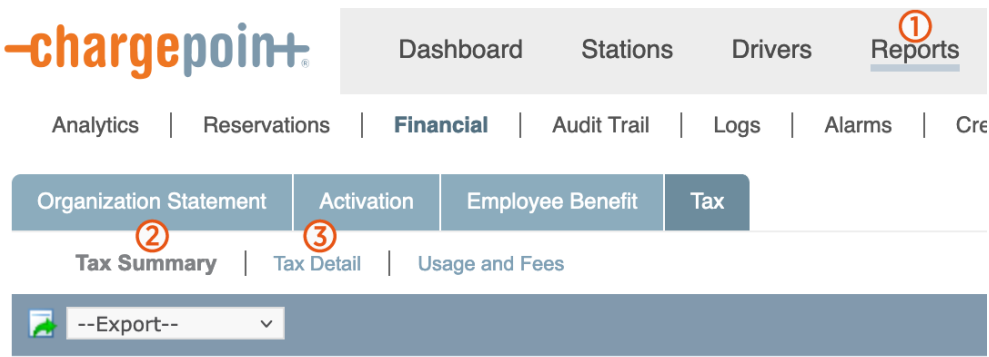 -chargepoin+®
Dashboard Stations Drivers Reports 1
Analytics | Reservations | Financial | Audit Trail | Logs | Alarms | Cre
Organization Statement Activation Employee Benefit Tax
2 3
Tax Summary | Tax Detail | Usage and Fees
--Export--